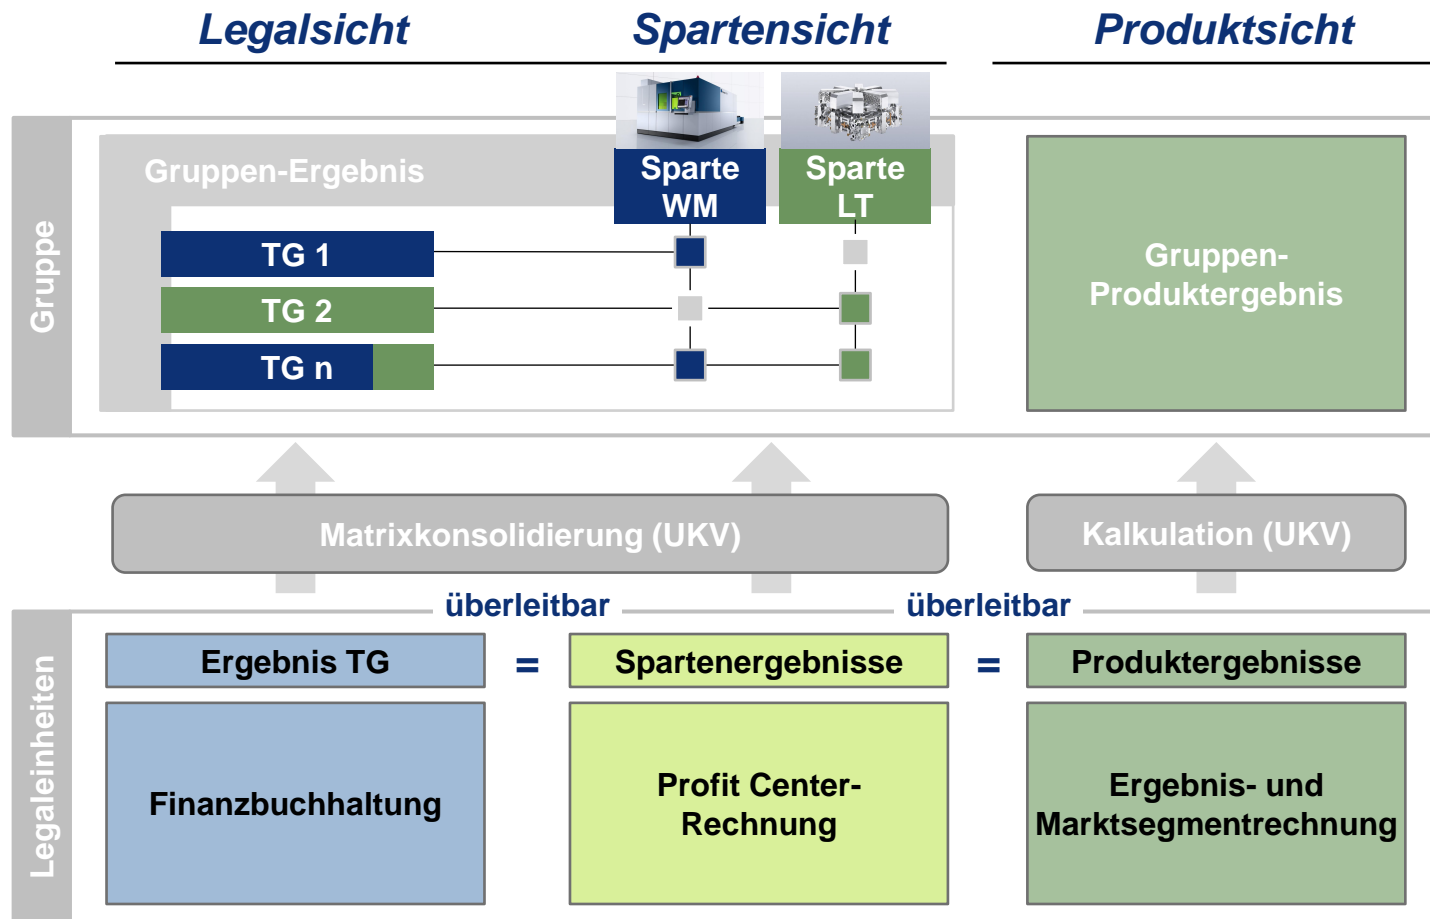 Legalsicht
Spartensicht
Produktsicht
Gruppe
Gruppen-Ergebnis
Sparte
WM
Sparte
LT
TG 1
TG 2
TG n
Gruppen-
Produktergebnis
Matrixkonsolidierung (UKV)
Kalkulation (UKV)
überleitbar
überleitbar
Legaleinheiten
Ergebnis TG
=
Spartenergebnisse
=
Produktergebnisse
Finanzbuchhaltung
Profit Center-
Rechnung
Ergebnis- und
Marktsegmentrechnung